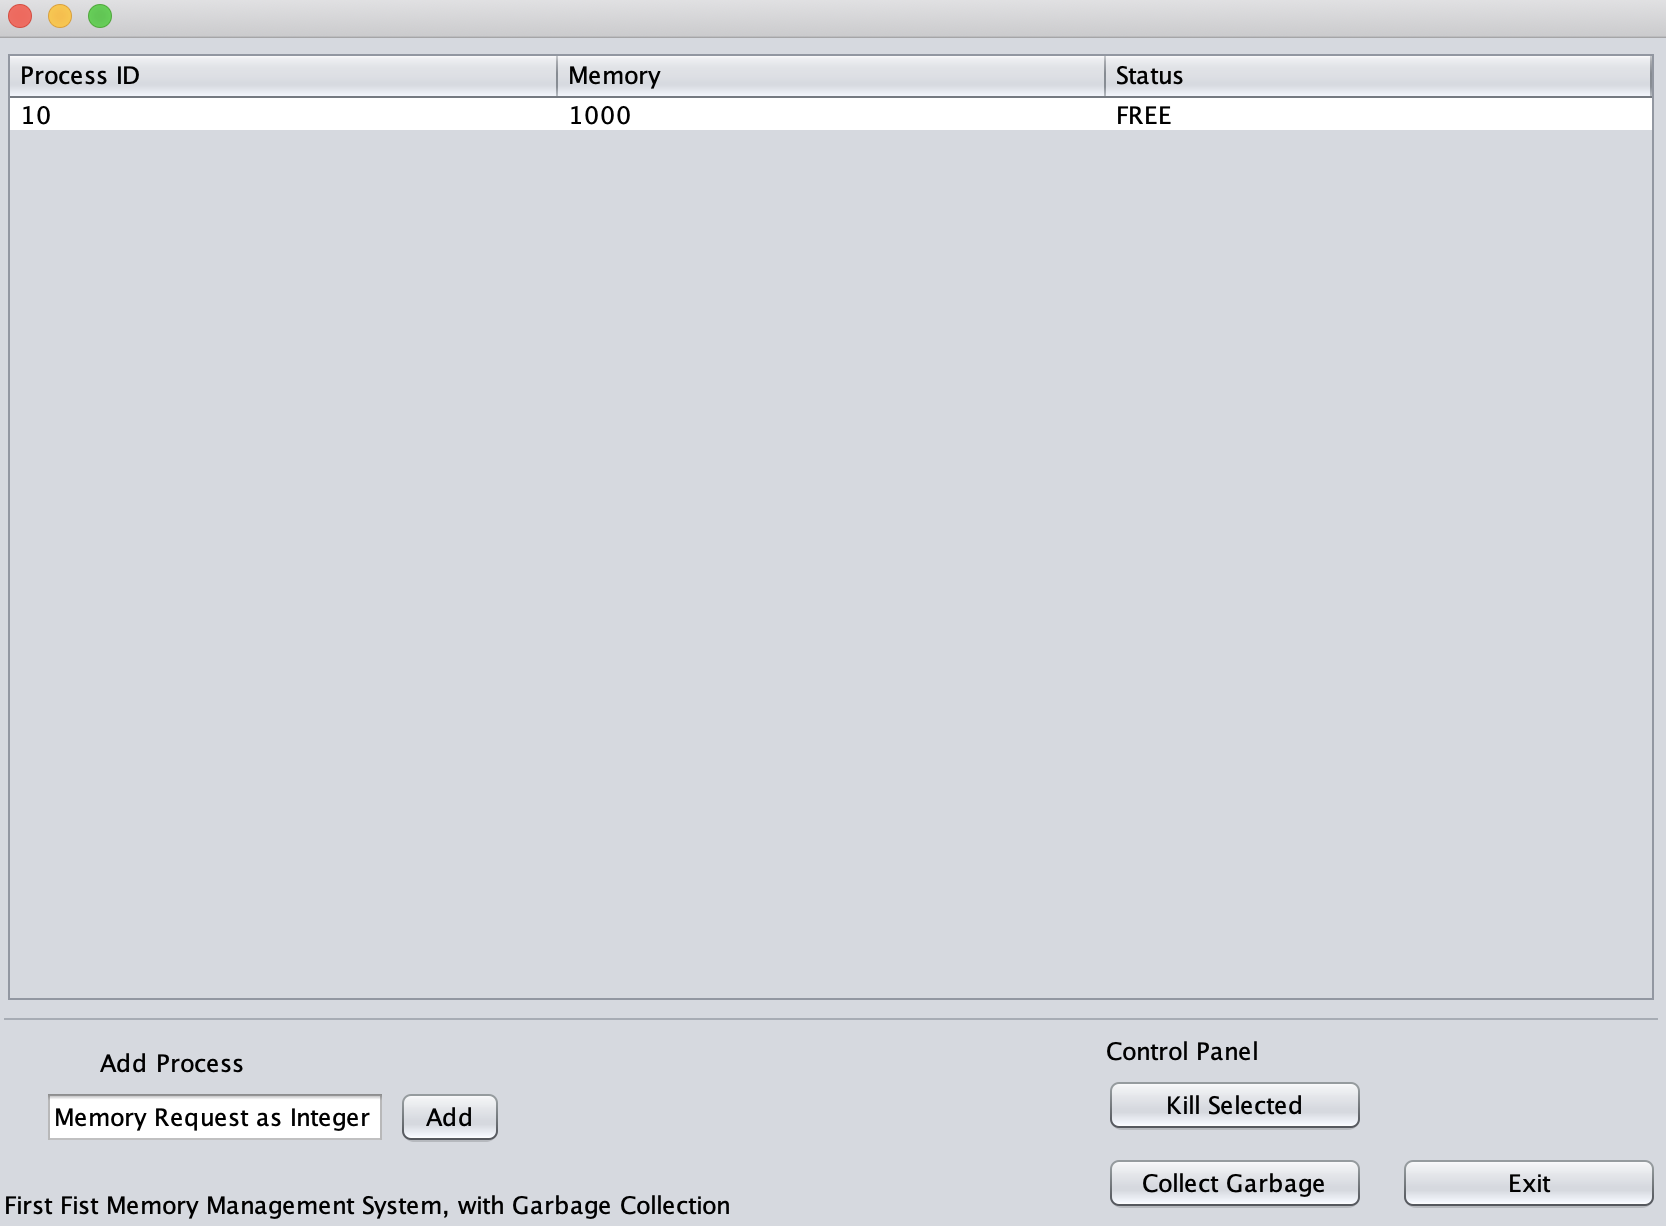 Process ID Memory Status
10 1000 FREE
Add Process
Memory Request as Integer Add
Control Panel
Kill Selected
Collect Garbage Exit
First Fist Memory Management System, with Garbage Collection